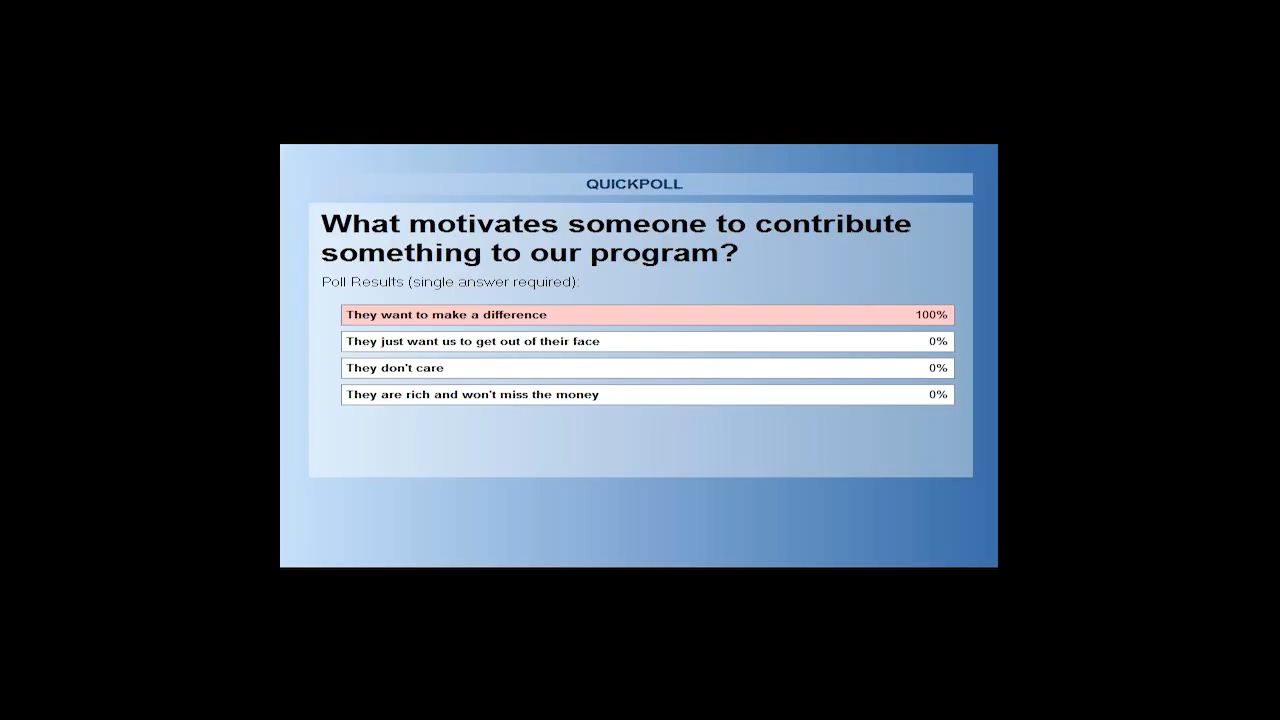 QUICKPOLL
What motivates someone to contribute
something to our program?
Poll Results (single answer required):
They want to make a difference 100%
They just want us to get out of their face 0%
They don't care 0%
They are rich and won't miss the money 0%